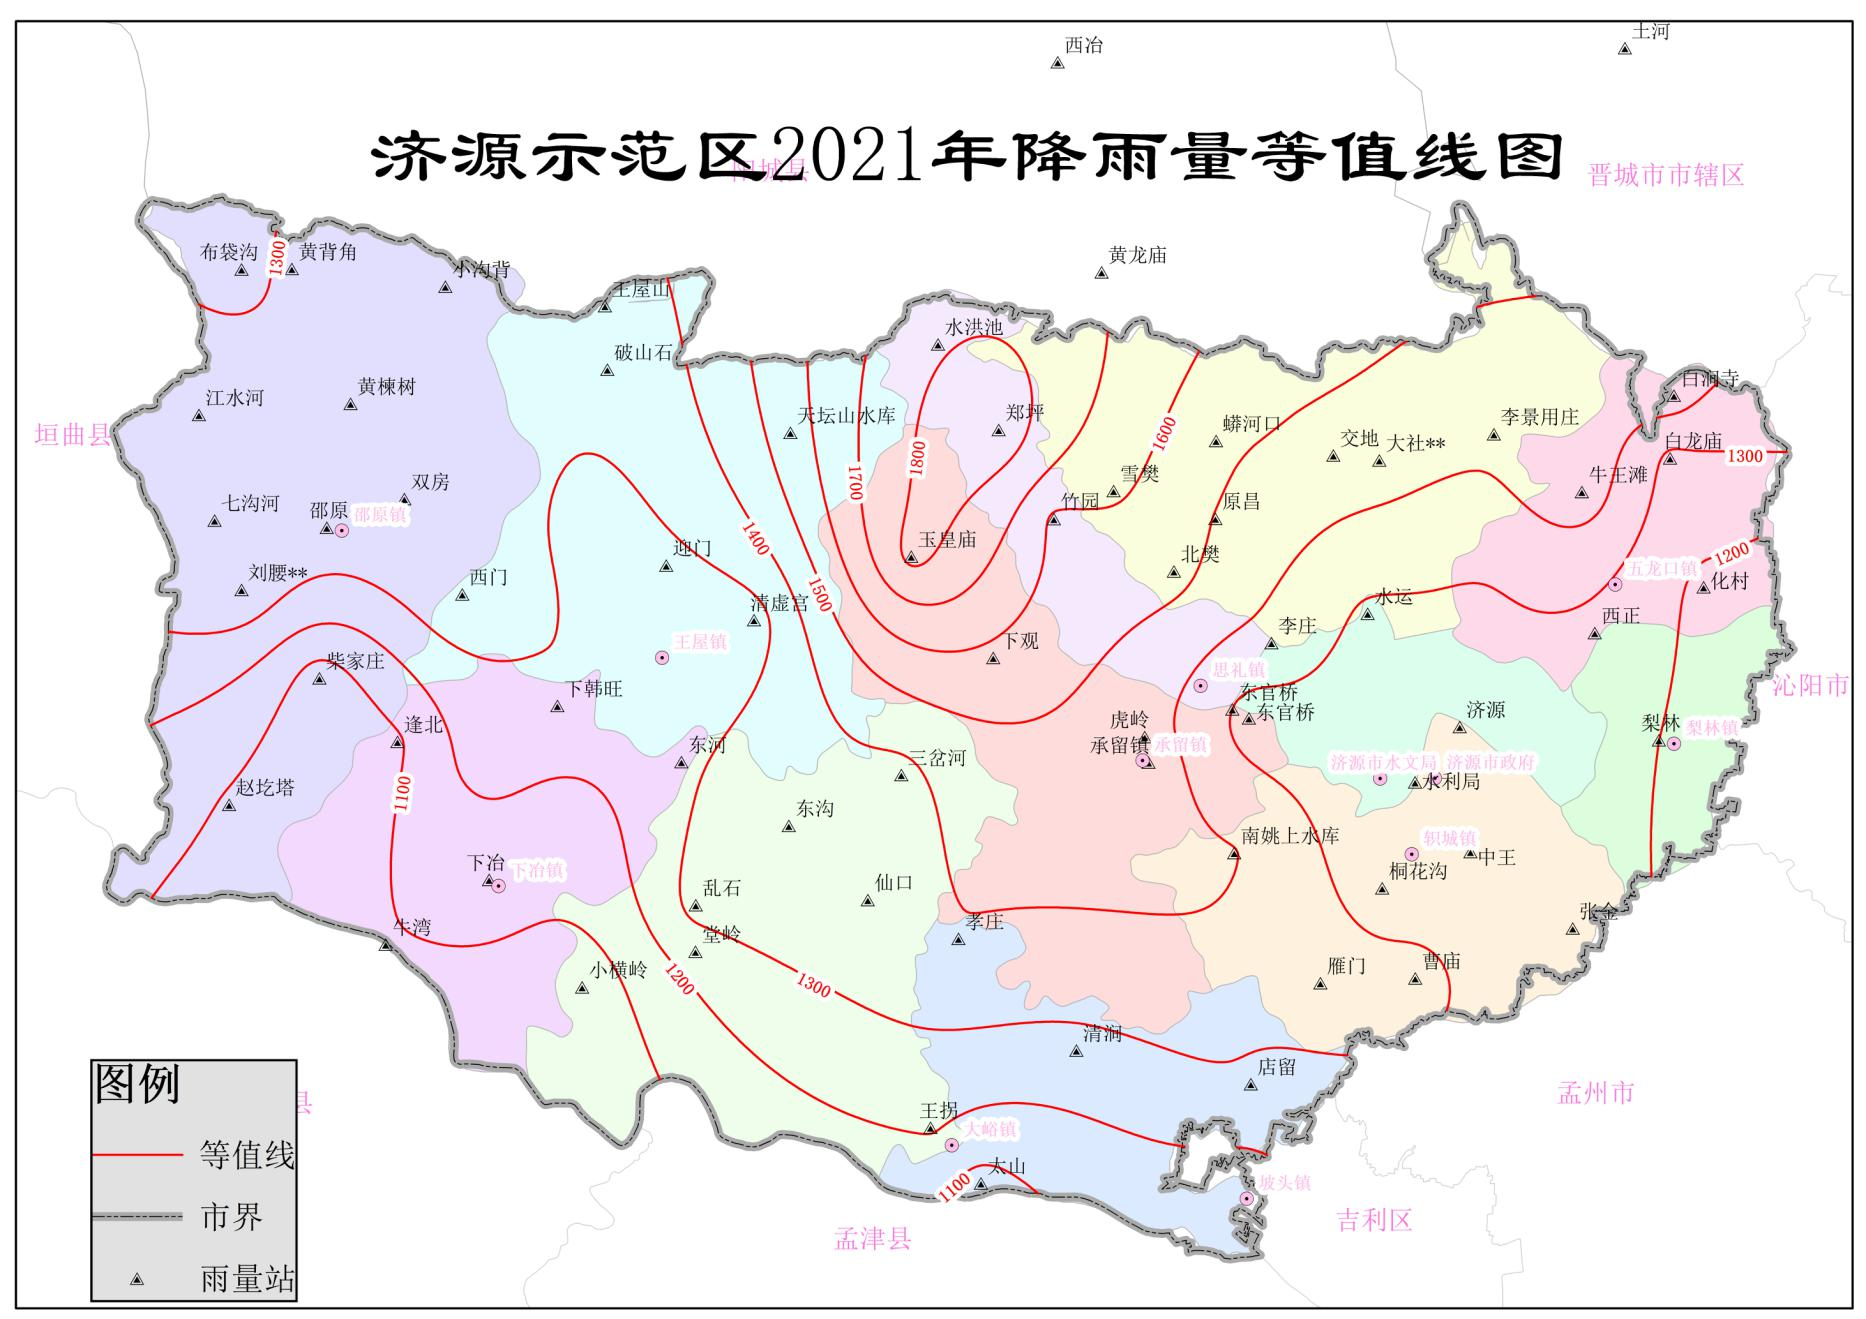 土河
西冶
济源示范区2021年降雨量等值线图
阳城县
晋城市市辖区
布袋沟
1300
黄背角
小沟背
黄龙庙
王屋山
水洪池
破山石
白涧寺
江水河
黄楝树
天坛山水库
郑坪
蟒河口
李景用庄
垣曲县
1600
交地
大社**
白龙庙
1300
1800
双房
1700
雪樊
牛王滩
七沟河
邵原
邵原镇
竹园
原昌
1400
迎门
玉皇庙
北樊
1200
刘腰**
西门
五龙口镇
化村
清虚宫
1500
水运
西正
李庄
王屋镇
下观
柴家庄
思礼镇
沁阳市
下韩旺
东官桥
东官桥
济源
逢北
虎岭
梨林
梨林镇
东河
承留镇
承留镇
三岔河
济源市水文局
济源市政府
水利局
赵圪塔
1100
东沟
南姚上水库
轵城镇
中王
下冶
下冶镇
桐花沟
乱石
仙口
牛湾
孝庄
张金
堂岭
小横岭
1200
1300
雁门
曹庙
清涧
店留
图例
县
孟州市
王拐
大峪镇
等值线
太山
1100
坡头镇
市界
孟津县
吉利区
雨量站